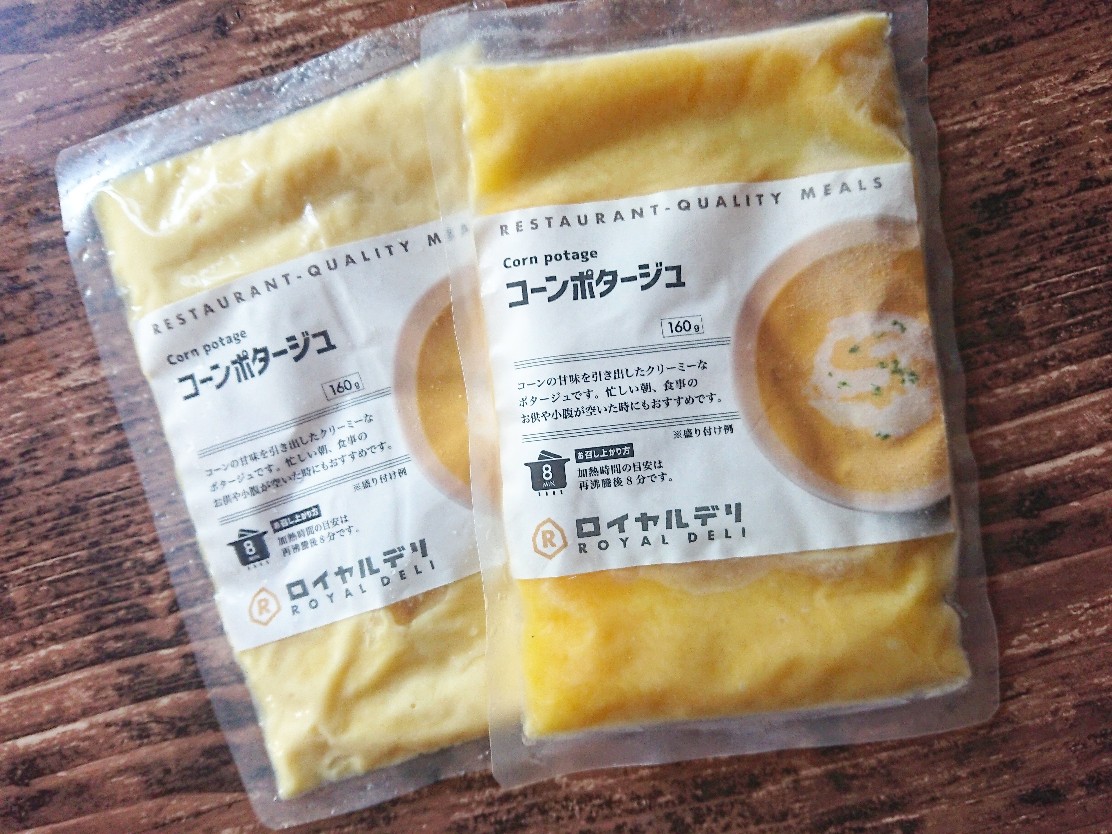 RESTAURANT-QUALITY MEA
Corn potage
コーンポタージュ
160g
コーンの甘味を引き出したクリーミーな
ポタージュです。忙しい朝、食事の
お供や小腹が空いた時にもおすすめです。
※盛り付け例
お召し上がり方
8
MIN
加熱時間の目安は
再沸騰後8分です。
R
ロイヤルデリ
ROYAL DELI
RESTAURANT-QUALITY MEALS
Corn potage
コーンポタージュ
160g
コーンの甘味を引き出したクリーミーな
ポタージュです。忙しい朝、食事の
お供や小腹が空いた時にもおすすめです。
※盛り付け例
お召し上がり方
8
MIN
加熱時間の目安は
再沸騰後8分です。
R
ロイヤルデリ
ROYAL DELI